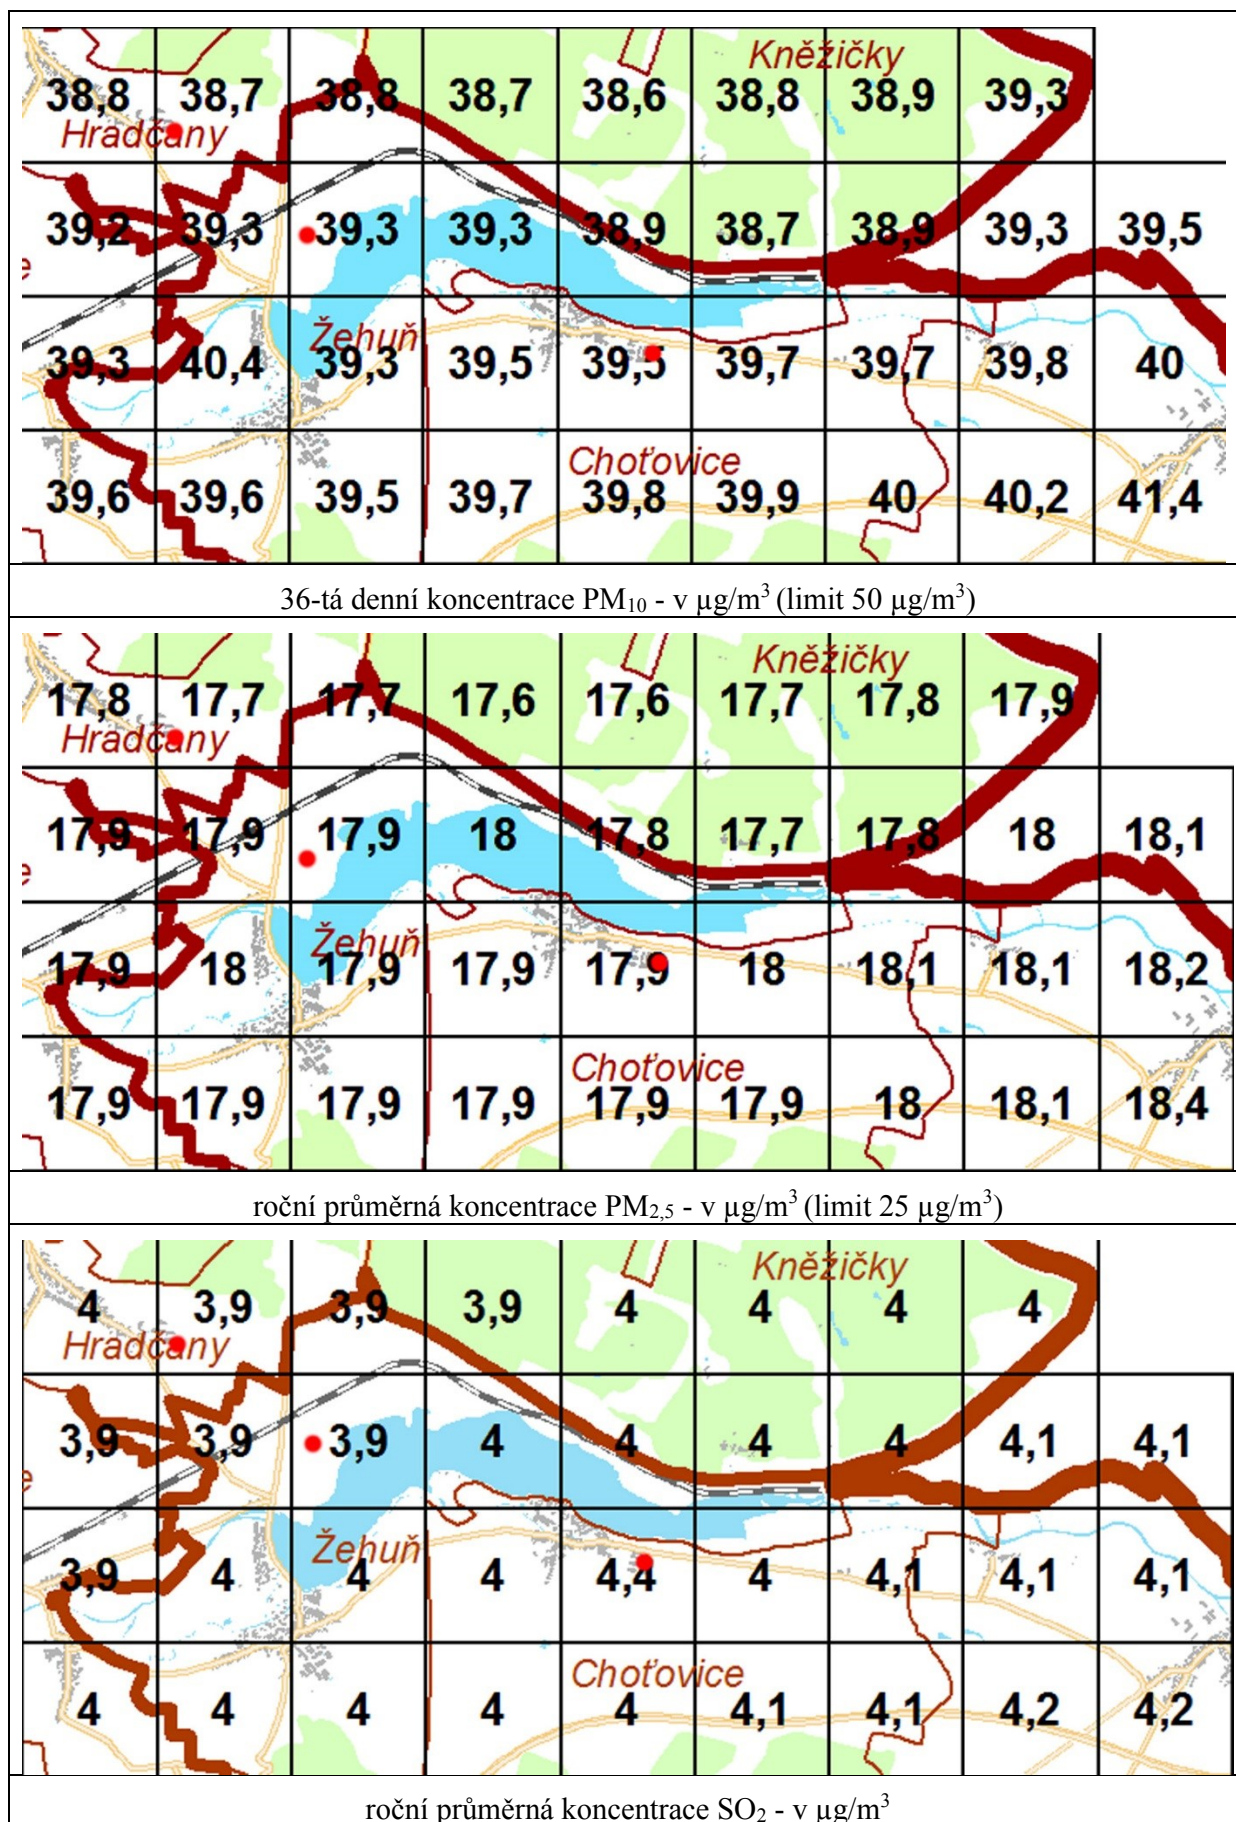 Kněžičky
38,8 38,7 38,8 38,7 38,6 38,8 38,9 39,3
Hradčany
39,2 39,3 39,3 39,3 38,9 38,7 38,9 39,3 39,5
e
Žehuň
39,3 40,4 39,3 39,5 39,5 39,7 39,7 39,8 40
Choťovice
39,6 39,6 39,5 39,7 39,8 39,9 40 40,2 41,4
36-tá denní koncentrace PM₁₀ - v µg/m³ (limit 50 µg/m³)
Kněžičky
17,8 17,7 17,7 17,6 17,6 17,7 17,8 17,9
Hradčany
17,9 17,9 17,9 18 17,8 17,7 17,8 18 18,1
e
Žehuň
17,9 18 17,9 17,9 17,9 18 18,1 18,1 18,2
Choťovice
17,9 17,9 17,9 17,9 17,9 17,9 18 18,1 18,4
roční průměrná koncentrace PM₂,₅ - v µg/m³ (limit 25 µg/m³)
Kněžičky
4 3,9 3,9 3,9 4 4 4 4
Hradčany
3,9 3,9 3,9 4 4 4 4 4,1 4,1
e
Žehuň
3,9 4 4 4 4,4 4 4,1 4,1 4,1
Choťovice
4 4 4 4 4 4,1 4,1 4,2 4,2
roční průměrná koncentrace SO₂ - v µg/m³